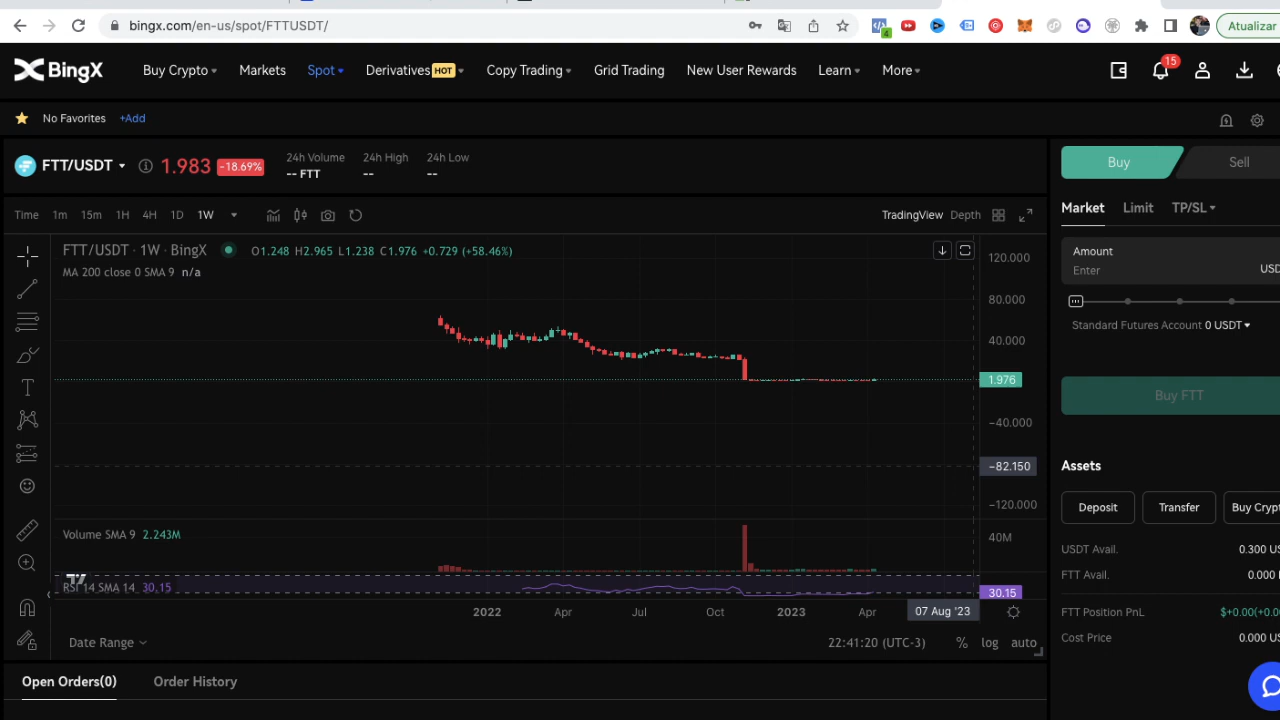 bingx.com/en-us/spot/FTTUSDT/
4
Atualizar
BingX
Buy Crypto
Markets
Spot
Derivatives HOT
Copy Trading
Grid Trading
New User Rewards
Learn
More
15
No Favorites
+Add
FTT/USDT
1.983
-18.69%
24h Volume
-- FTT
24h High
--
24h Low
--
Buy
Sell
Time 1m 15m 1H 4H 1D 1W
TradingView Depth
Market Limit TP/SL
FTT/USDT · 1W · BingX O1.248 H2.965 L1.238 C1.976 +0.729 (+58.46%)
MA 200 close 0 SMA 9 n/a
120.000
80.000
40.000
1.976
−40.000
−82.150
−120.000
Amount
Enter
USD
Standard Futures Account 0 USDT
Buy FTT
Volume SMA 9 2.243M
40M
RSI 14 SMA 14 30.15
30.15
2022 Apr Jul Oct 2023 Apr 07 Aug '23
Date Range
22:41:20 (UTC-3) % log auto
Assets
Deposit
Transfer
Buy Crypt
USDT Avail. 0.300 US
FTT Avail. 0.000
FTT Position PnL $+0.00(+0.0
Cost Price 0.000 US
Open Orders(0)
Order History